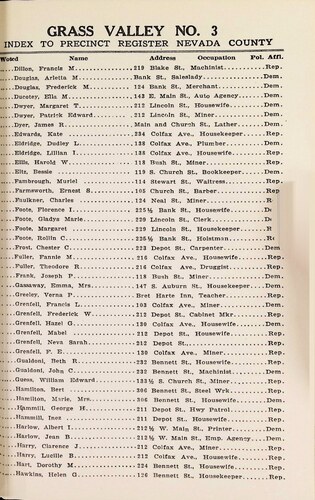 GRASS VALLEY NO. 3
INDEX TO PRECINCT REGISTER NEVADA COUNTY
Voted Name Address Occupation Pol. Affl.
Dillon, Francis M. 219 Blake St., Machinist Rep.
Douglas, Arletta M. Bank St., Saleslady Dem.
Douglas, Frederick M. 124 Bank St., Merchant Dem.
Ducotey, Ella M. 143 E. Main St., Auto Agency Dem.
Dwyer, Margaret T. 212 Lincoln St., Housewife Dem.
Dwyer, Patrick Edward 212 Lincoln St., Miner Dem.
Dyer, James R. Main and Church St., Lather Dem.
Edwards, Kate 234 Colfax Ave., Housekeeper Rep.
Eldridge, Dudley L. 138 Colfax Ave., Plumber Dem.
Eldridge, Lillian I. 138 Colfax Ave., Housewife Rep.
Ellis, Harold W. 118 Bush St., Miner Rep.
Eltz, Bessie 119 S. Church St., Bookkeeper Dem.
Fambrough, Muriel 114 Stewart St., Waitress Rep.
Farnsworth, Ernest S. 105 Church St., Barber Rep.
Faulkner, Charles 124 Neal St., Miner R
Foote, Florence I. 225½ Bank St., Housewife D
Foote, Gladys Marie 229 Lincoln St., Clerk D
Foote, Margaret 229 Lincoln St., Housekeeper R
Foote, Rollin C. 225½ Bank St., Hoistman R
Frost, Chester C. 223 Depot St., Carpenter Dem.
Fuller, Fannie M. 216 Colfax Ave., Housewife Rep.
Fuller, Theodore R. 216 Colfax Ave., Druggist Rep.
Frank, Joseph P. 118 Bush St., Miner Dem.
Gassaway, Emma, Mrs. 147 S. Auburn St., Housekeeper Dem.
Greeley, Verna P. Bret Harte Inn, Teacher Rep.
Grenfell, Francis L. 103 Colfax Ave., Miner Dem.
Grenfell, Frederick W. 212 Depot St., Cabinet Mkr. Rep.
Grenfell, Hazel G. 130 Colfax Ave., Housewife Dem.
Grenfell, Mabel 212 Depot St., Housewife Rep.
Grenfell, Neva Sarah 212 Depot St. Rep.
Grenfell, P. E. 130 Colfax Ave., Miner Rep.
Gualdoni, Beth R. 232 Bennett St., Housewife Rep.
Gualdoni, John C. 232 Bennett St., Machinist Dem.
Guess, William Edward 133½ S. Church St., Miner Rep.
Hamilton, Bert 306 Bennett St., Steel Wrk Rep.
Hamilton, Marie, Mrs. 306 Bennett St., Housewife Dem.
Hammill, George H. 211 Depot St., Hwy Patrol Rep.
Hammill, Inez 211 Depot St., Housewife Rep.
Harlow, Albert I. 212½ W. Main St., Printer Dem.
Harlow, Jean B. 212½ W. Main St., Emp. Agency Dem.
Harry, Clarence J. 212 Colfax Ave., Miner Rep.
Harry, Lucille B. 212 Colfax Ave., Housewife Rep.
Hart, Dorothy M. 224 Bennett St., Housewife Rep.
Hawkins, Helen G. 126 Bennett St., Housekeeper Rep.